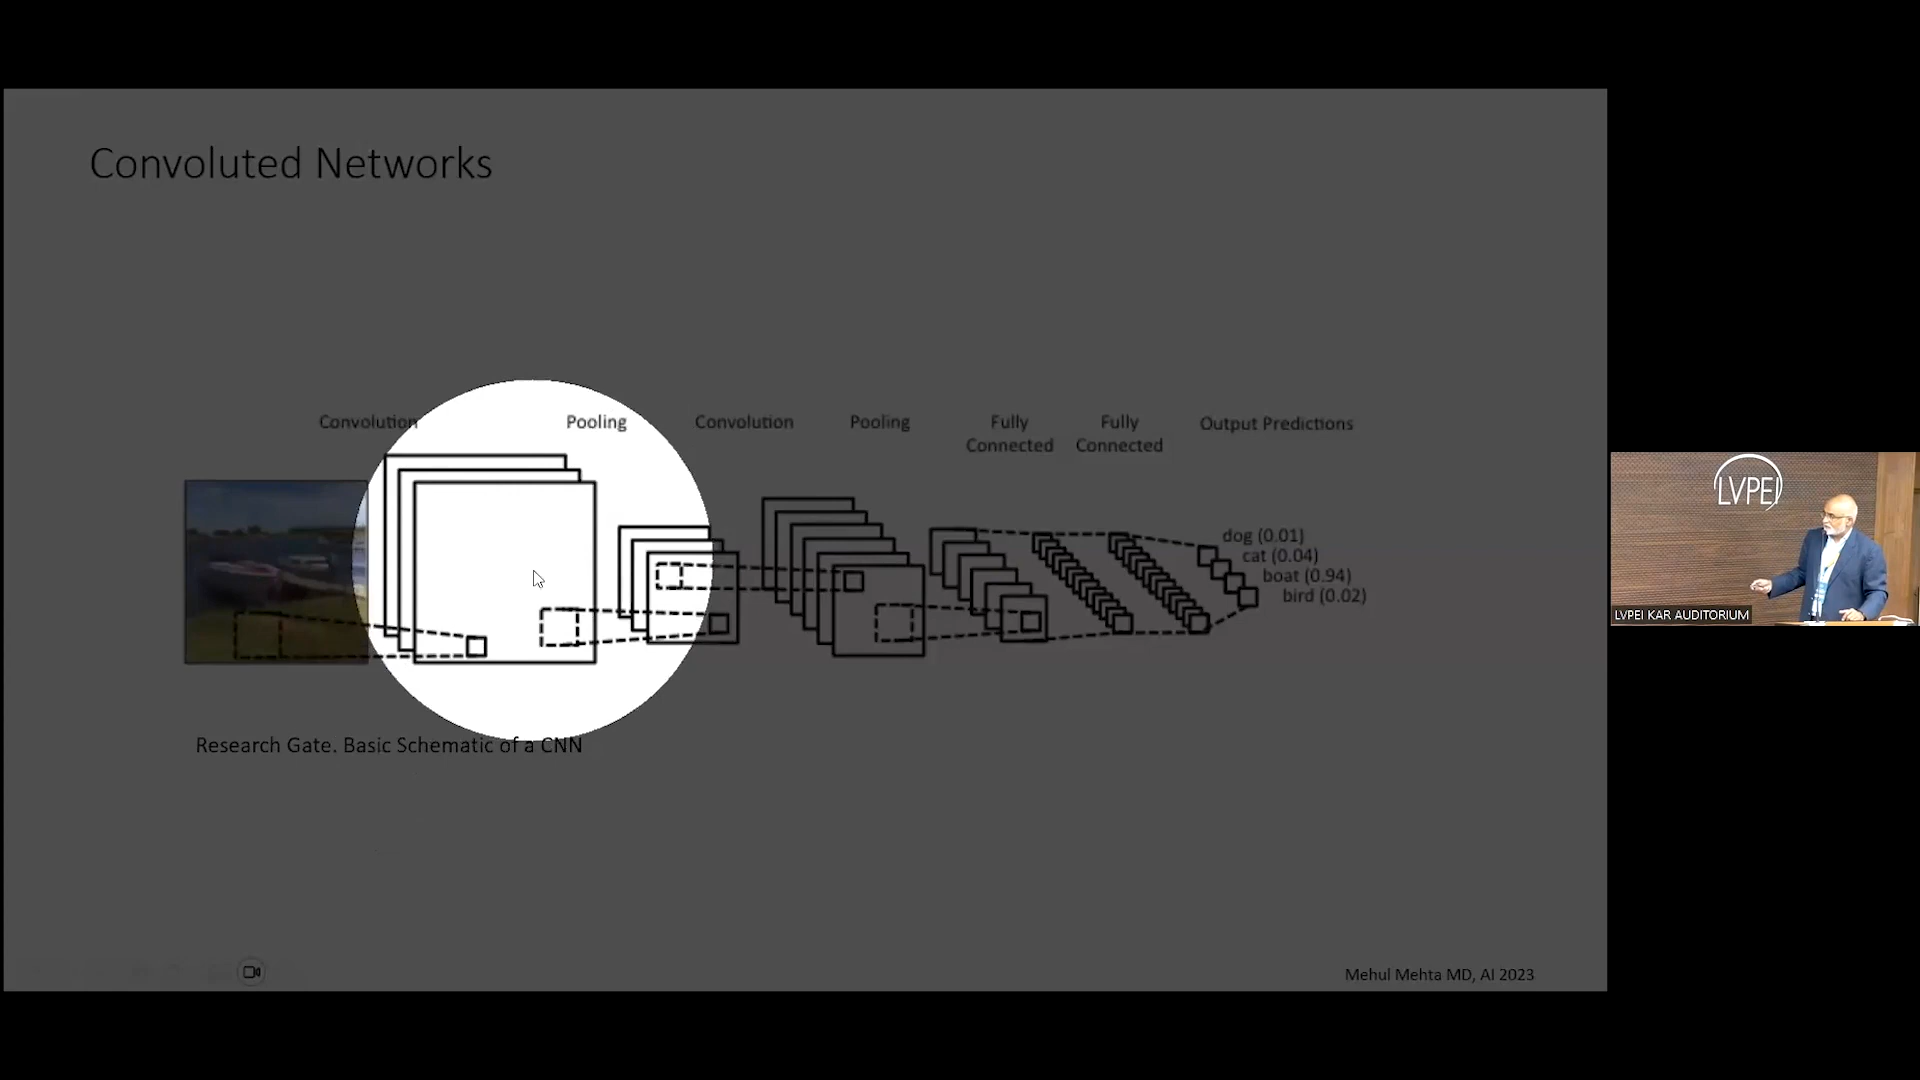 Convoluted Networks
Convolution
Pooling
Convolution
Pooling
Fully
Connected
Fully
Connected
Output Predictions
dog (0.01)
cat (0.04)
boat (0.94)
bird (0.02)
Research Gate. Basic Schematic of a CNN
Mehul Mehta MD, AI 2023
LVPEI
LVPEI KAR AUDITORIUM